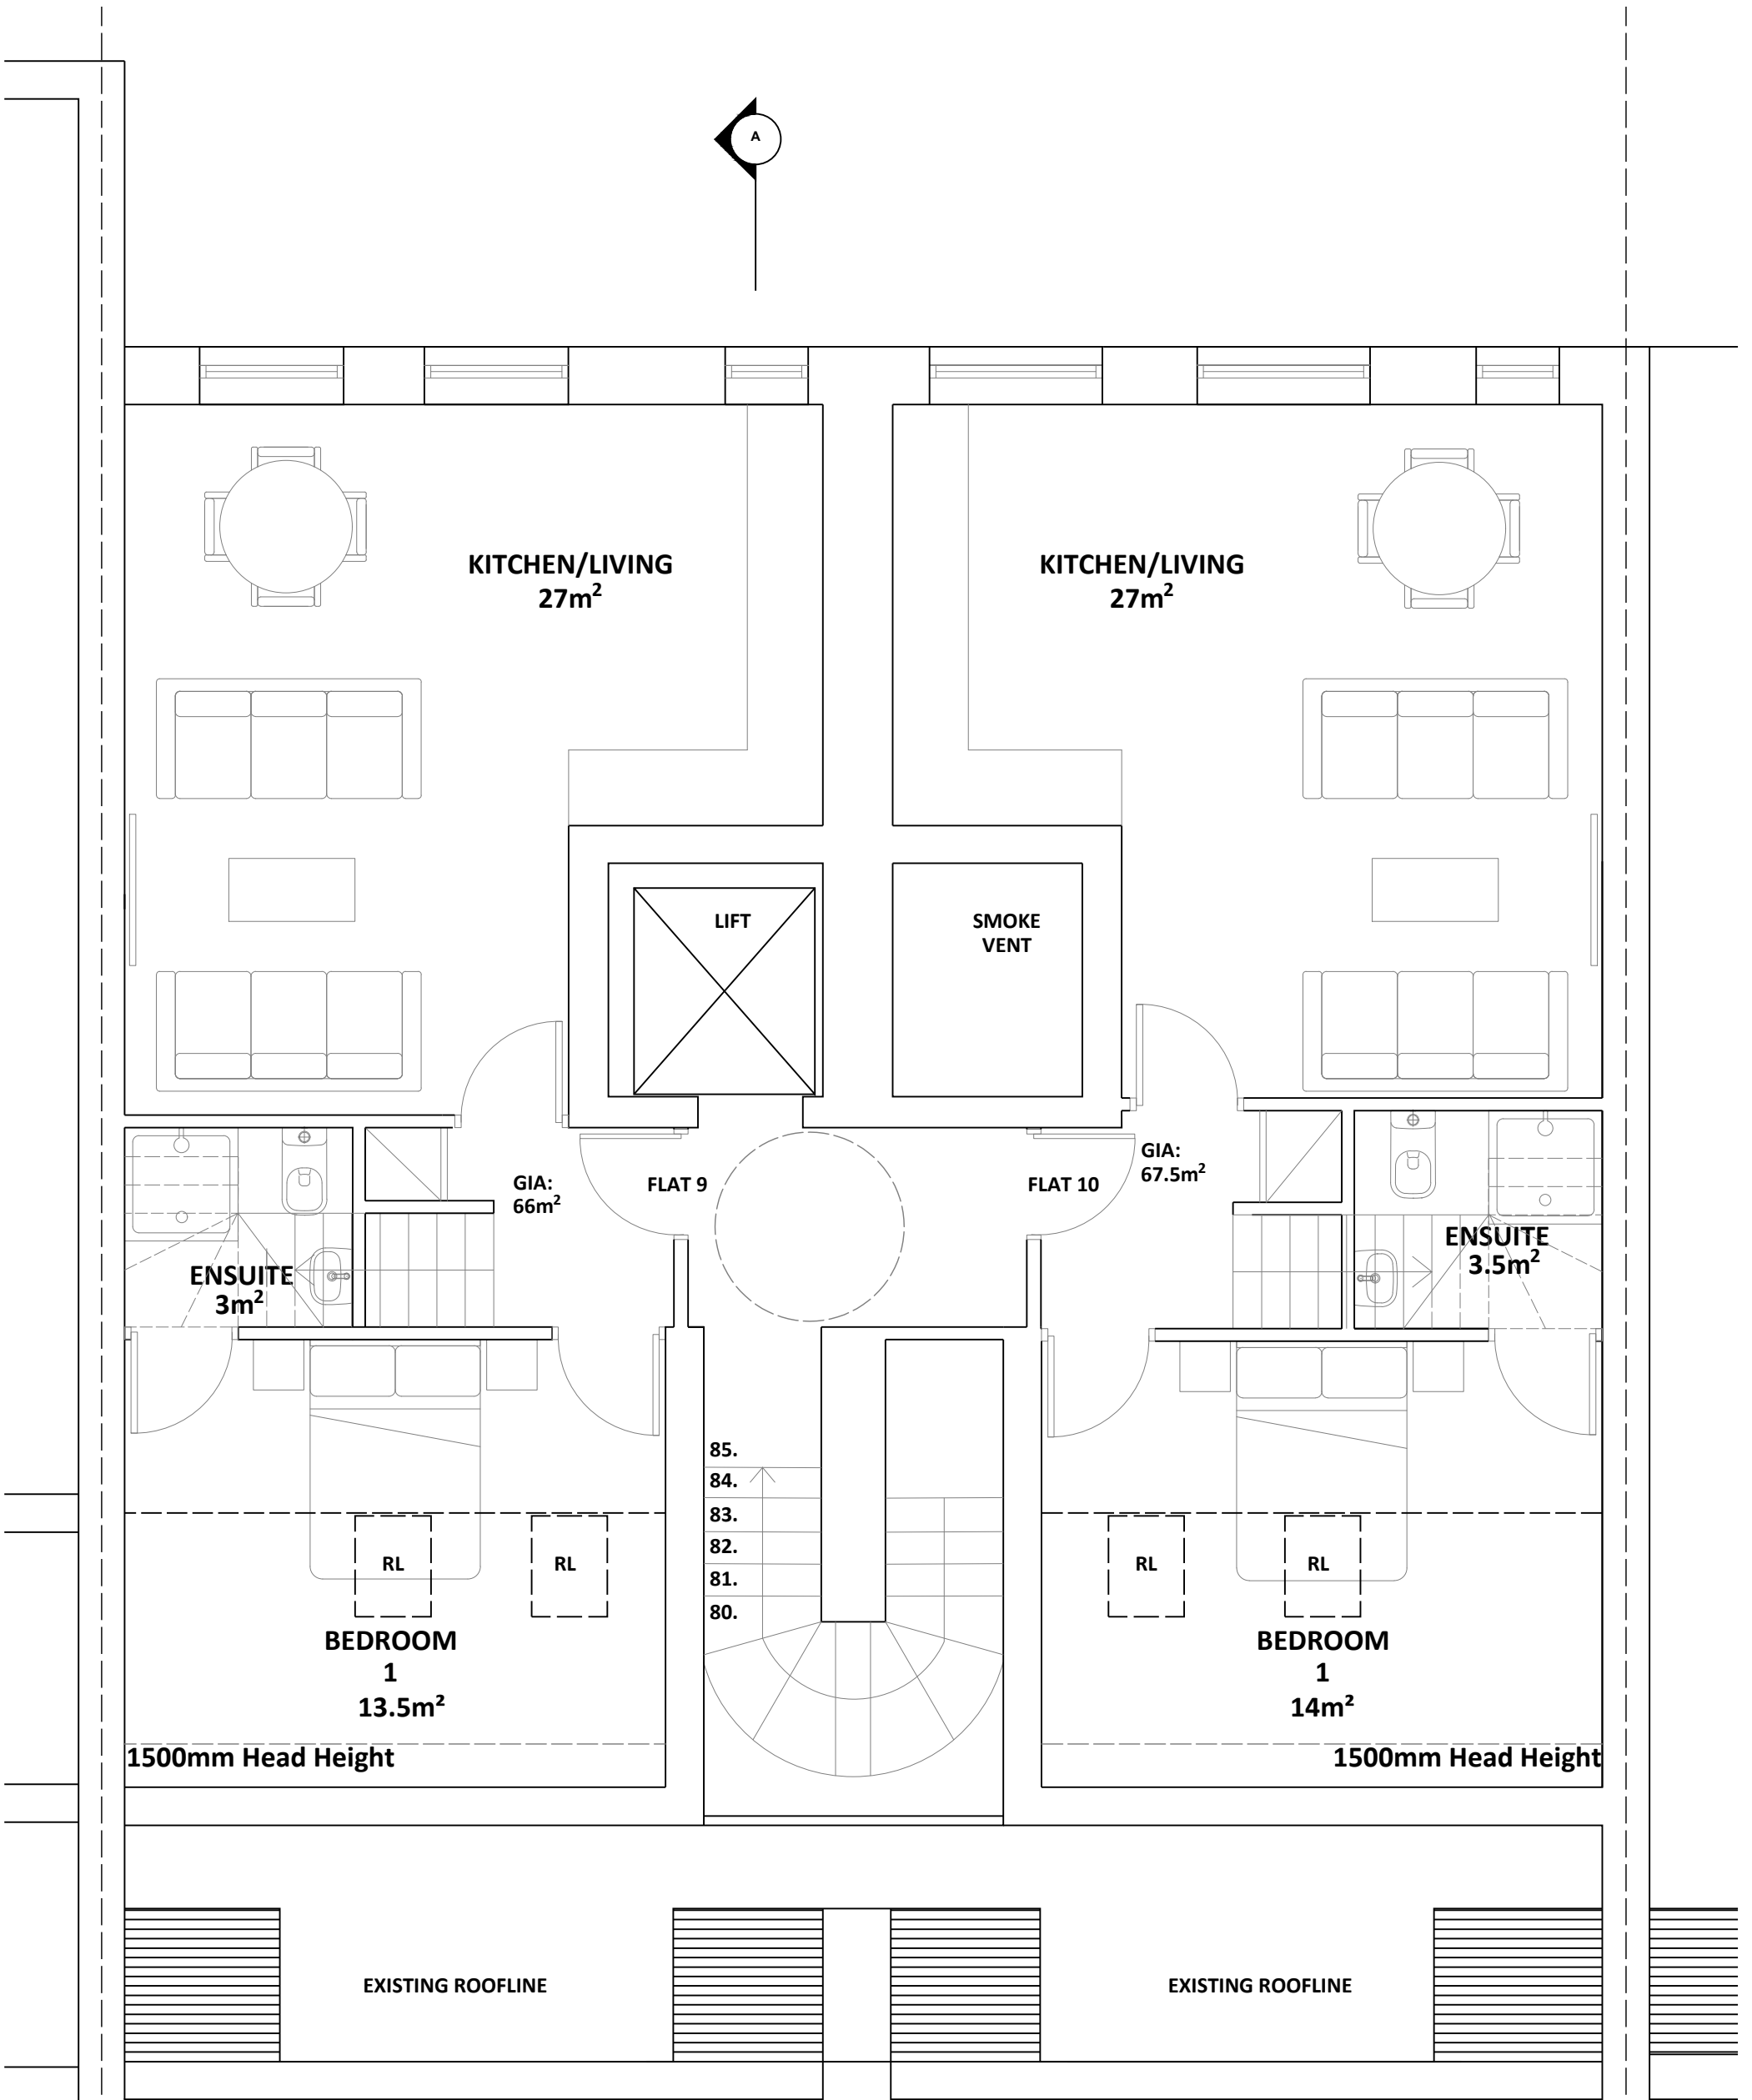 A
KITCHEN/LIVING
27m²
KITCHEN/LIVING
27m²
LIFT
SMOKE
VENT
GIA:
66m²
FLAT 9
FLAT 10
GIA:
67.5m²
ENSUITE
3m²
ENSUITE
3.5m²
85.
84.
83.
82.
81.
80.
RL
RL
RL
RL
BEDROOM
1
13.5m²
BEDROOM
1
14m²
1500mm Head Height
1500mm Head Height
EXISTING ROOFLINE
EXISTING ROOFLINE